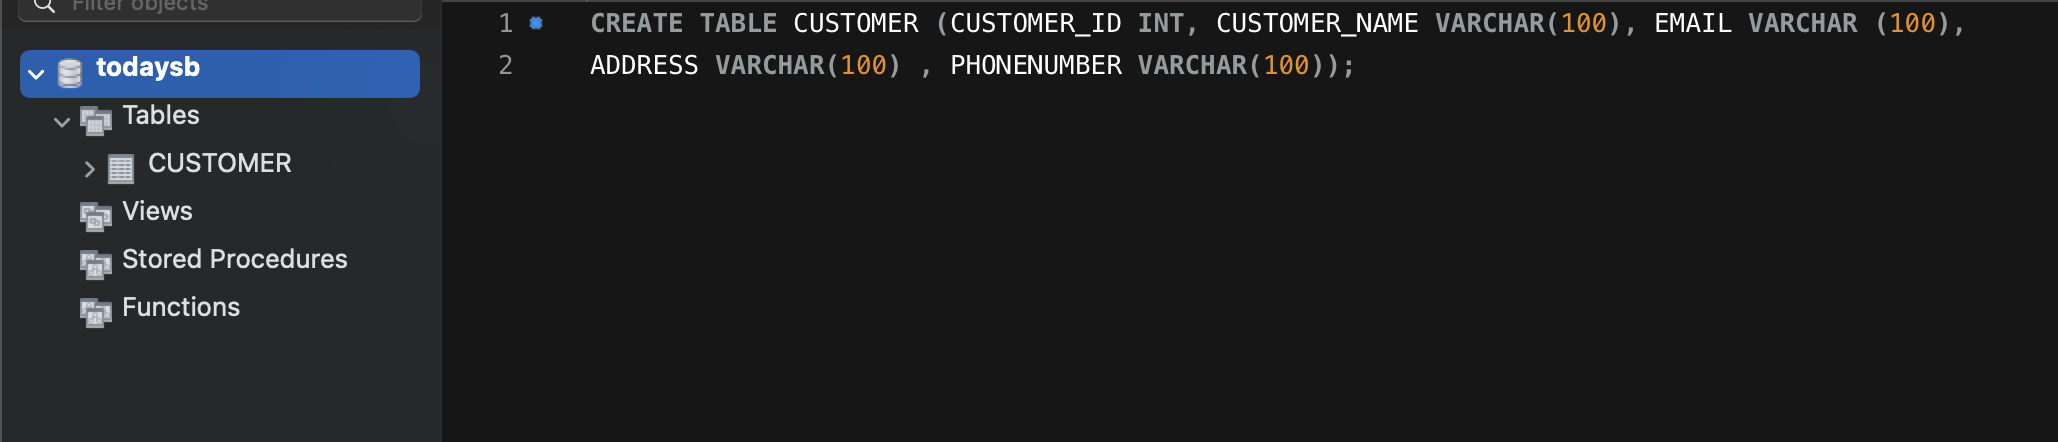 Filter objects
todaysb
Tables
CUSTOMER
Views
Stored Procedures
Functions
1 CREATE TABLE CUSTOMER (CUSTOMER_ID INT, CUSTOMER_NAME VARCHAR(100), EMAIL VARCHAR (100),
2 ADDRESS VARCHAR(100) , PHONENUMBER VARCHAR(100));